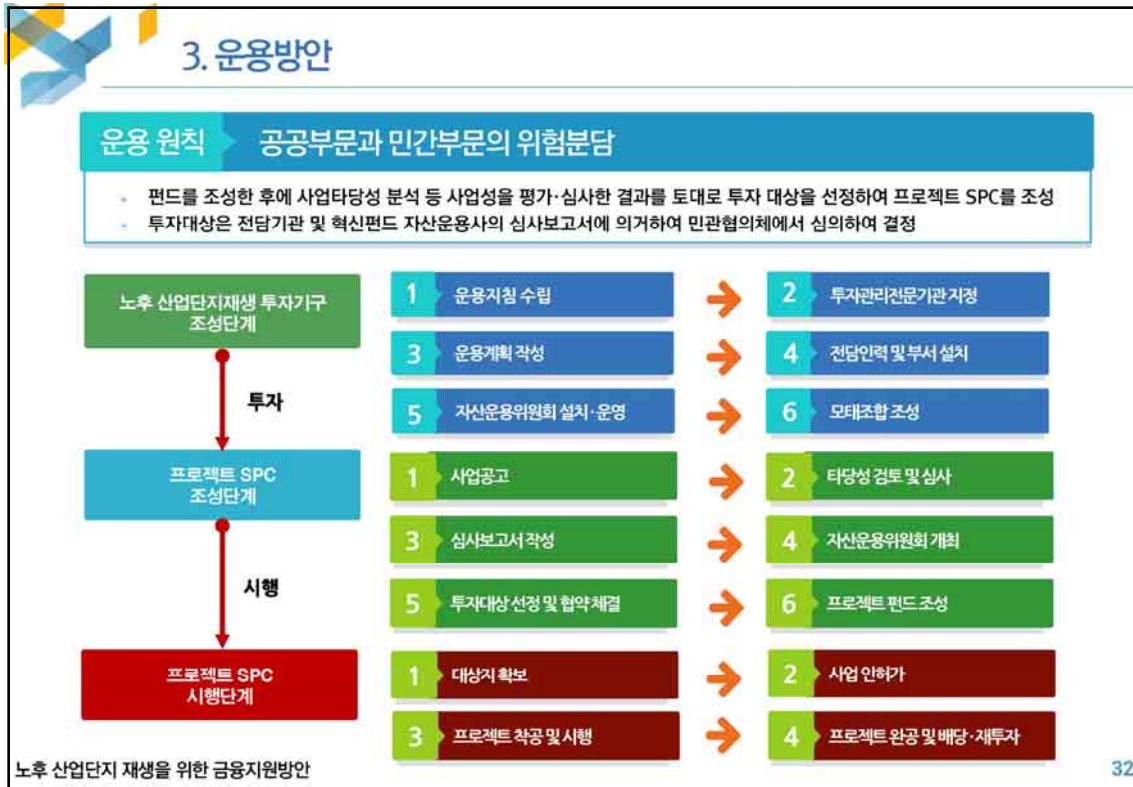 3. 운용방안
운용 원칙 공공부문과 민간부문의 위험분담
- 펀드를 조성한 후에 사업타당성 분석 등 사업성을 평가·심사한 결과를 토대로 투자 대상을 선정하여 프로젝트 SPC를 조성
- 투자대상은 전담기관 및 혁신펀드 자산운용사의 심사보고서에 의거하여 민관협의체에서 심의하여 결정
노후 산업단지재생 투자기구
조성단계
1 운용지침 수립
2 투자관리전문기관 지정
3 운용계획 작성
4 전담인력 및 부서 설치
5 자산운용위원회 설치·운영
6 모태조합 조성
투자
프로젝트 SPC
조성단계
1 사업공고
2 타당성 검토 및 심사
3 심사보고서 작성
4 자산운용위원회 개최
5 투자대상 선정 및 협약 체결
6 프로젝트 펀드 조성
시행
프로젝트 SPC
시행단계
1 대상지 확보
2 사업 인허가
3 프로젝트 착공 및 시행
4 프로젝트 완공 및 배당·재투자
노후 산업단지 재생을 위한 금융지원방안
32